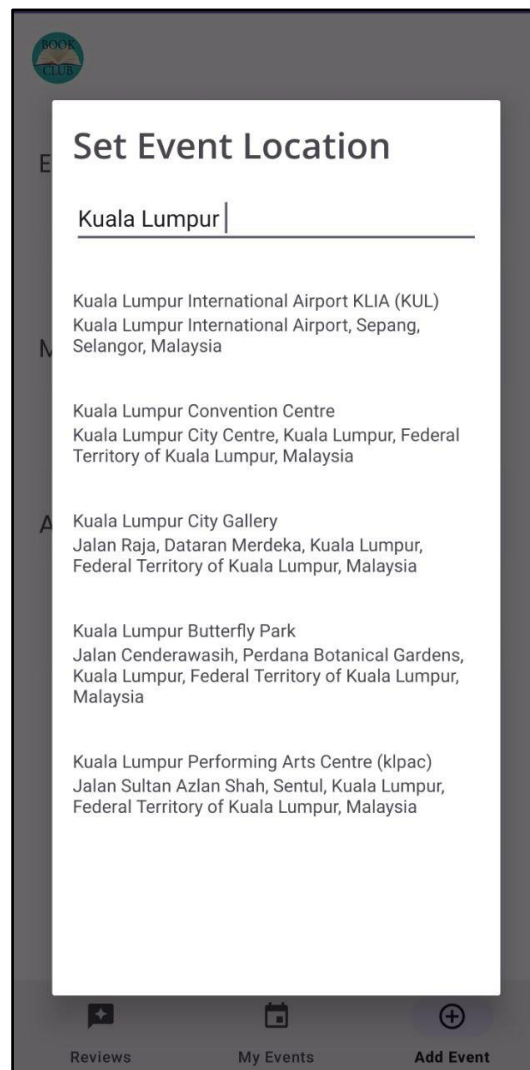 BOOK
CLUB
Set Event Location
E
Kuala Lumpur
Kuala Lumpur International Airport KLIA (KUL)
Kuala Lumpur International Airport, Sepang,
Selangor, Malaysia
M
Kuala Lumpur Convention Centre
Kuala Lumpur City Centre, Kuala Lumpur, Federal
Territory of Kuala Lumpur, Malaysia
A
Kuala Lumpur City Gallery
Jalan Raja, Dataran Merdeka, Kuala Lumpur,
Federal Territory of Kuala Lumpur, Malaysia
Kuala Lumpur Butterfly Park
Jalan Cenderawasih, Perdana Botanical Gardens,
Kuala Lumpur, Federal Territory of Kuala Lumpur,
Malaysia
Kuala Lumpur Performing Arts Centre (klpac)
Jalan Sultan Azlan Shah, Sentul, Kuala Lumpur,
Federal Territory of Kuala Lumpur, Malaysia
Reviews
My Events
Add Event